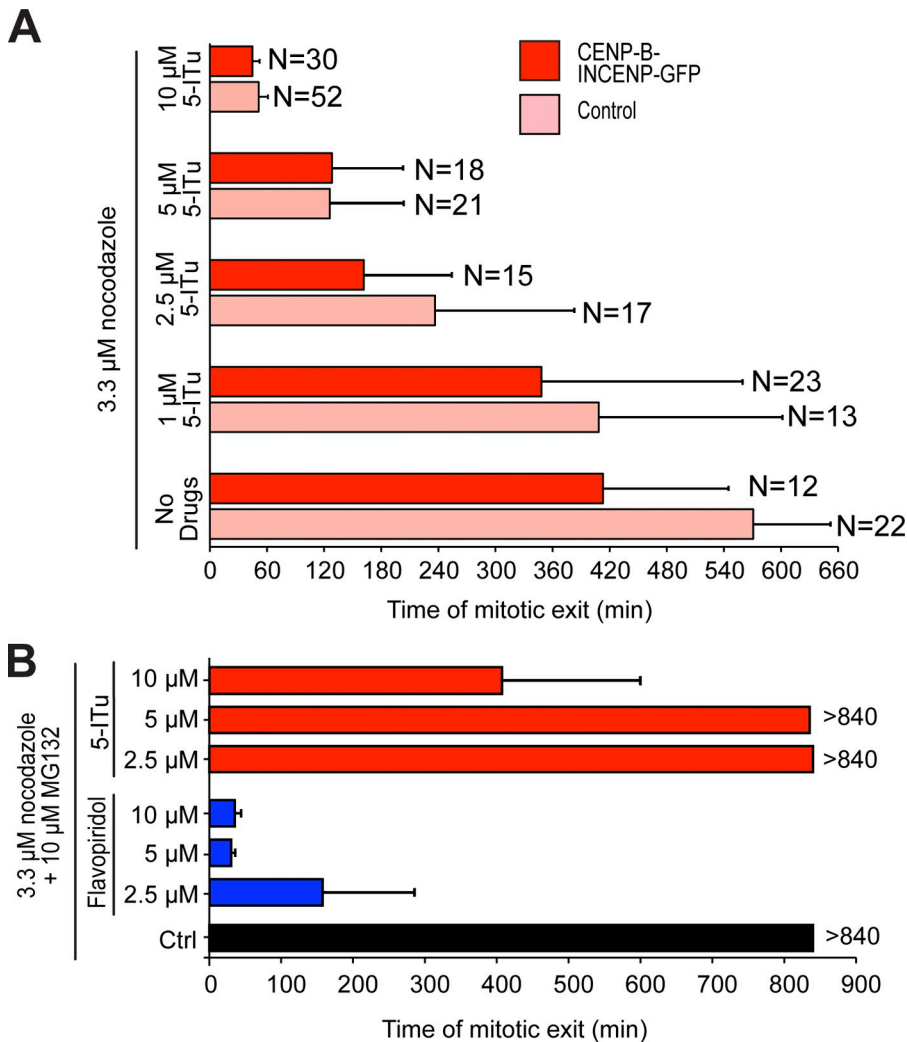 A
3.3 µM nocodazole
10 µM
5-ITu
N=30
N=52
CENP-B-
INCENP-GFP
Control
5 µM
5-ITu
N=18
N=21
2.5 µM
5-ITu
N=15
N=17
1 µM
5-ITu
N=23
N=13
No
Drugs
N=12
N=22
0 60 120 180 240 300 360 420 480 540 600 660
Time of mitotic exit (min)
B
3.3 µM nocodazole
+ 10 µM MG132
5-ITu
10 µM
5 µM >840
2.5 µM >840
Flavopiridol
10 µM
5 µM
2.5 µM
Ctrl >840
0 100 200 300 400 500 600 700 800 900
Time of mitotic exit (min)